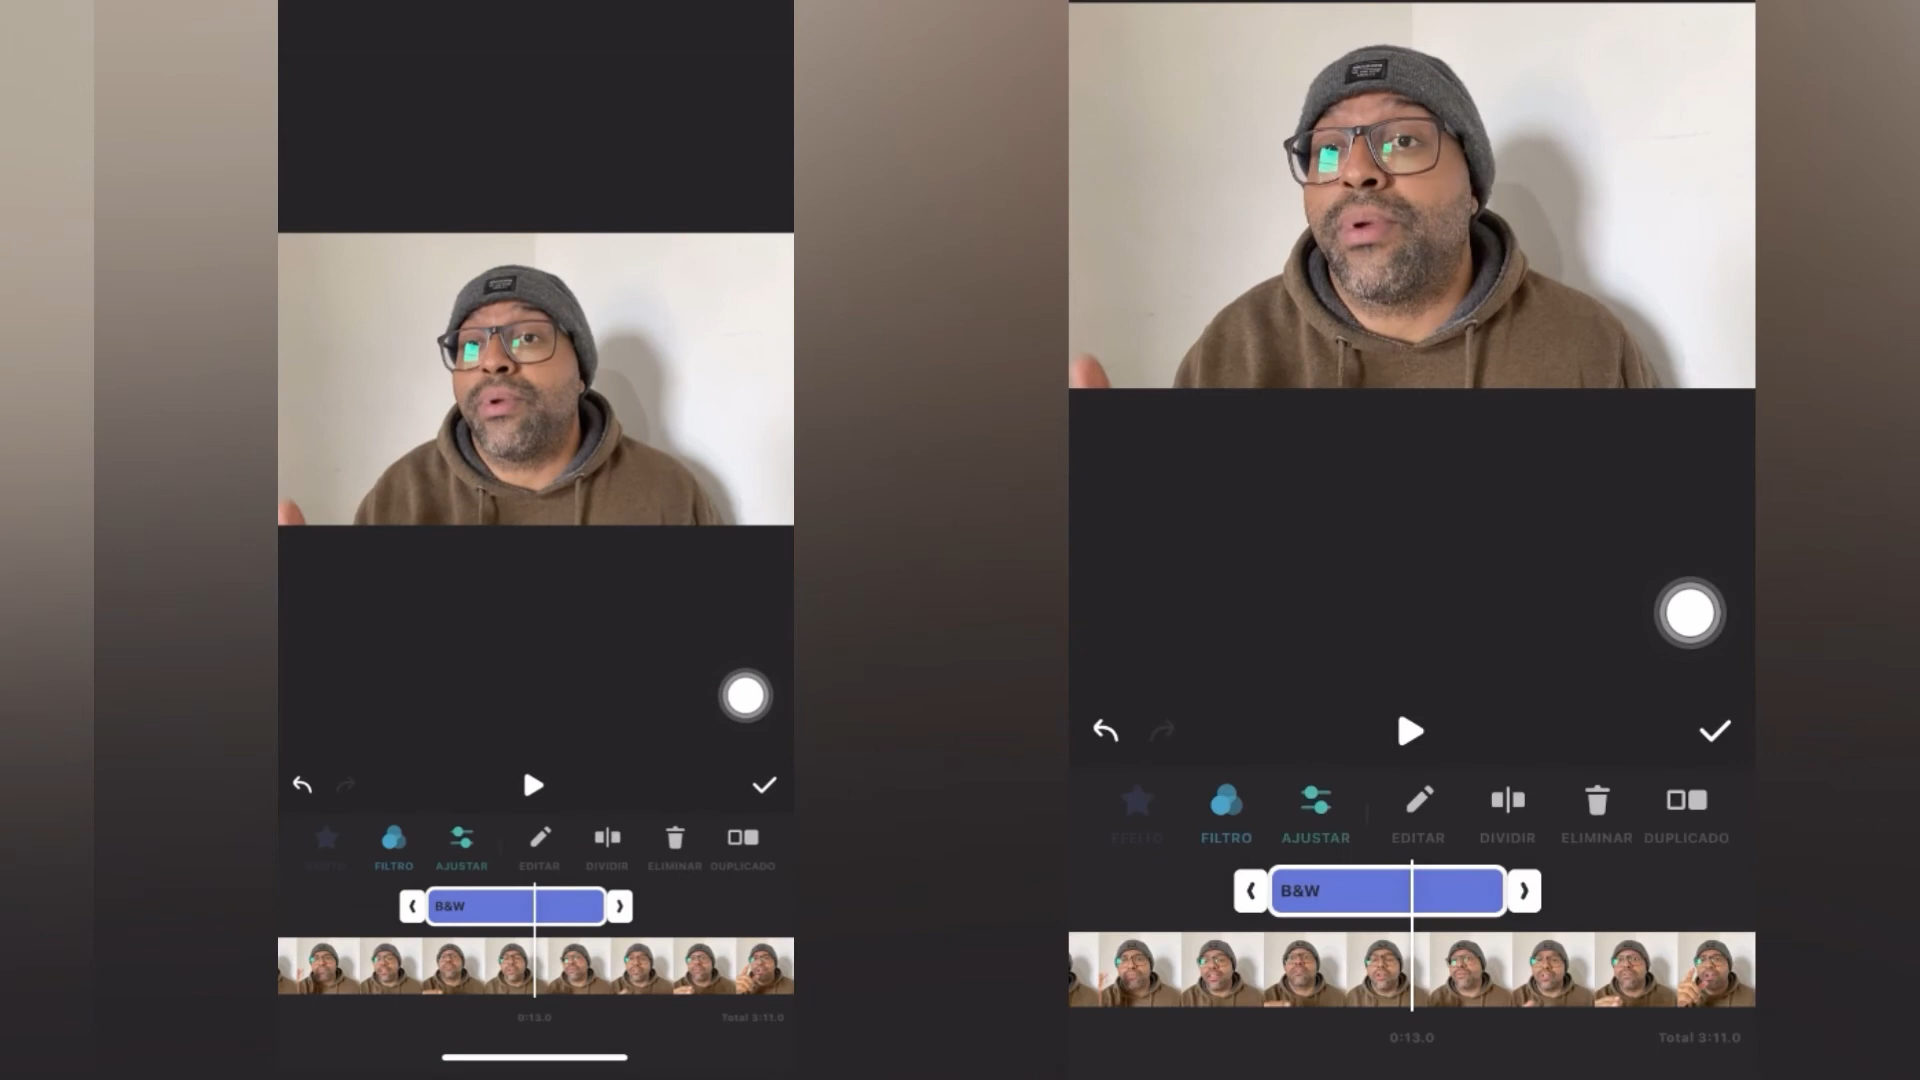 FILTRO AJUSTAR EDITAR DIVIDIR ELIMINAR DUPLICADO
B&W
0:13.0 Total 3:11.0
EFECTO FILTRO AJUSTAR EDITAR DIVIDIR ELIMINAR DUPLICADO
B&W
0:13.0 Total 3:11.0